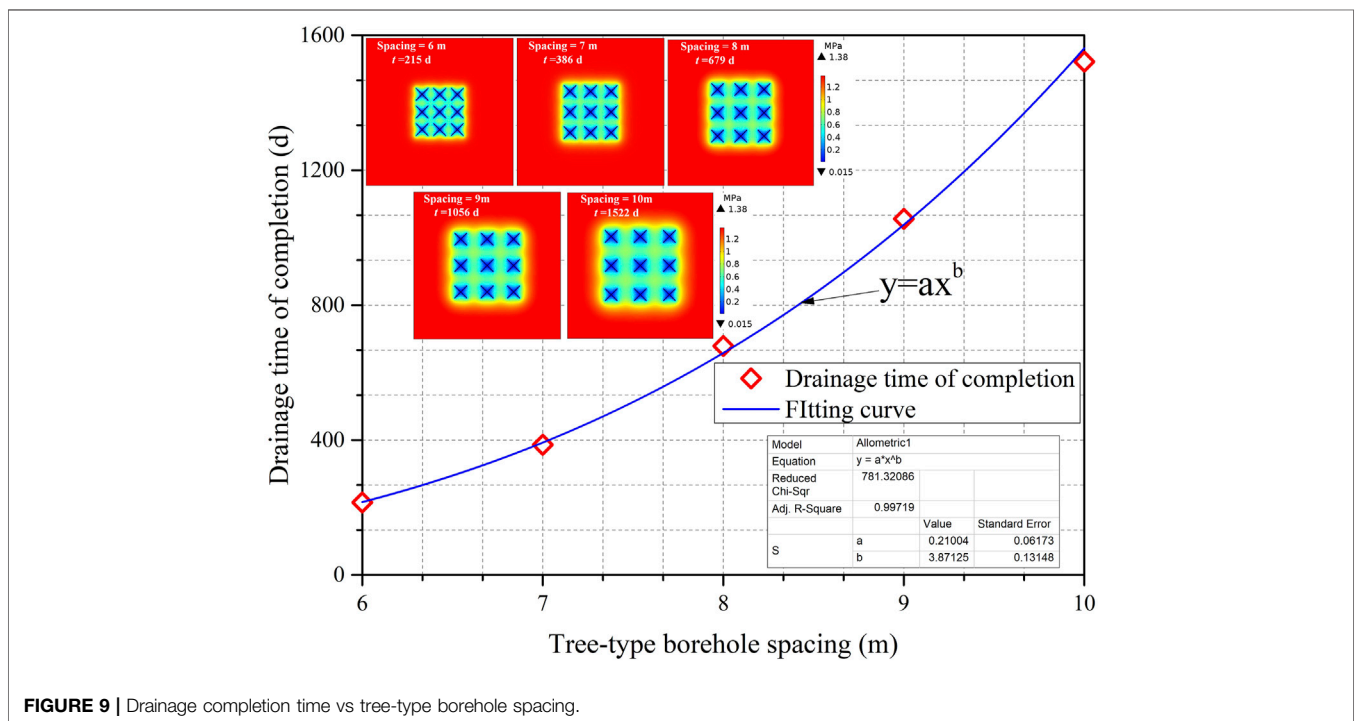 1600
1200
800
400
0
Drainage time of completion (d)
Spacing = 6 m
t=215 d
Spacing = 7 m
t=386 d
Spacing = 8 m
t=679 d
MPa
▲ 1.38
1.2
1
0.8
0.6
0.4
0.2
▼ 0.015
Spacing = 9m
t=1056 d
Spacing = 10m
t=1522 d
MPa
▲ 1.38
1.2
1
0.8
0.6
0.4
0.2
▼ 0.015
y=ax^b
Drainage time of completion
FItting curve
Model Allometric1
Equation y = a*x^b
Reduced Chi-Sqr 781.32086
Adj. R-Square 0.99719
Value Standard Error
S a 0.21004 0.06173
b 3.87125 0.13148
6 7 8 9 10
Tree-type borehole spacing (m)
FIGURE 9 | Drainage completion time vs tree-type borehole spacing.